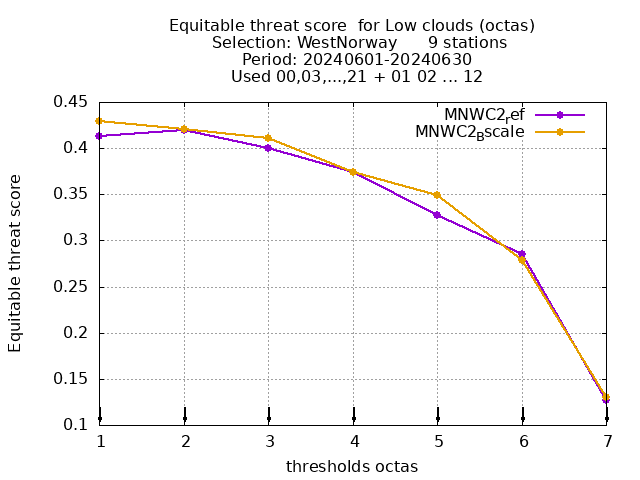 Equitable threat score  for Low clouds (octas)
Selection: WestNorway      9 stations
Period: 20240601-20240630
Used 00,03,...,21 + 01 02 ... 12
MNWC2ref
MNWC2Bscale
0.45
0.4
0.35
0.3
0.25
0.2
0.15
0.1
Equitable threat score
1 2 3 4 5 6 7
thresholds octas